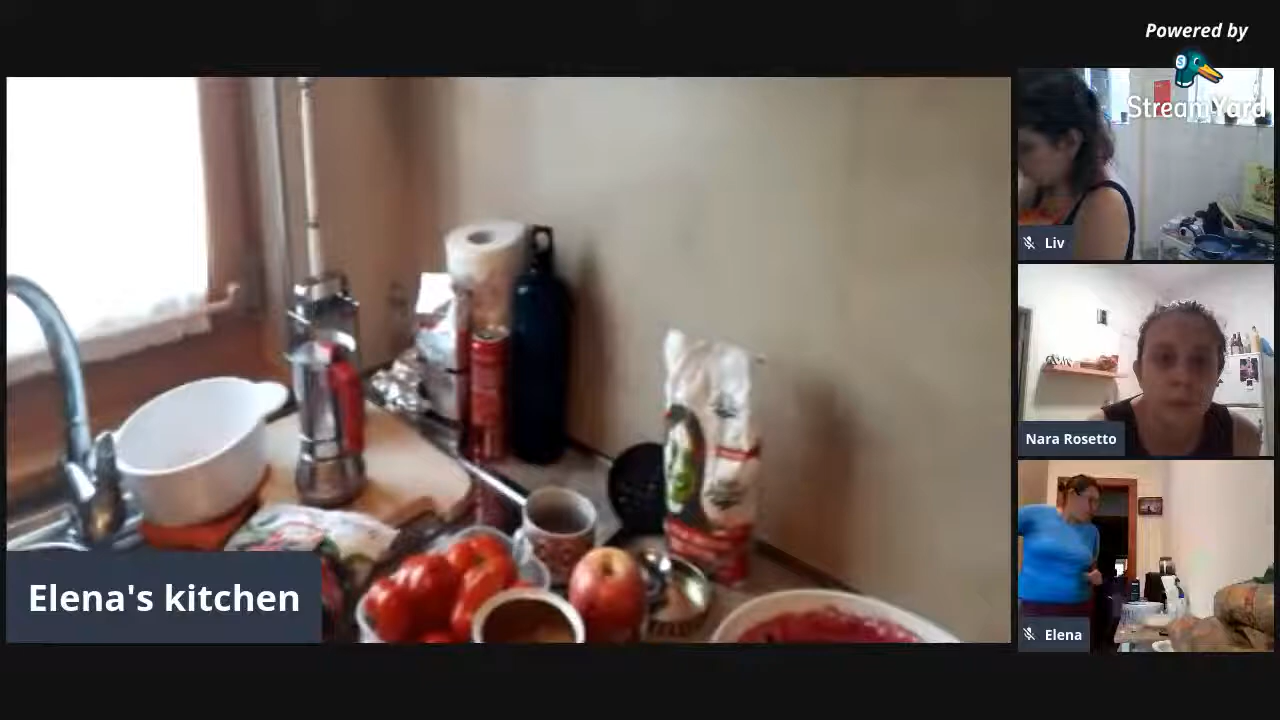 Powered by
StreamYard
Liv
Nara Rosetto
Elena's kitchen
Elena